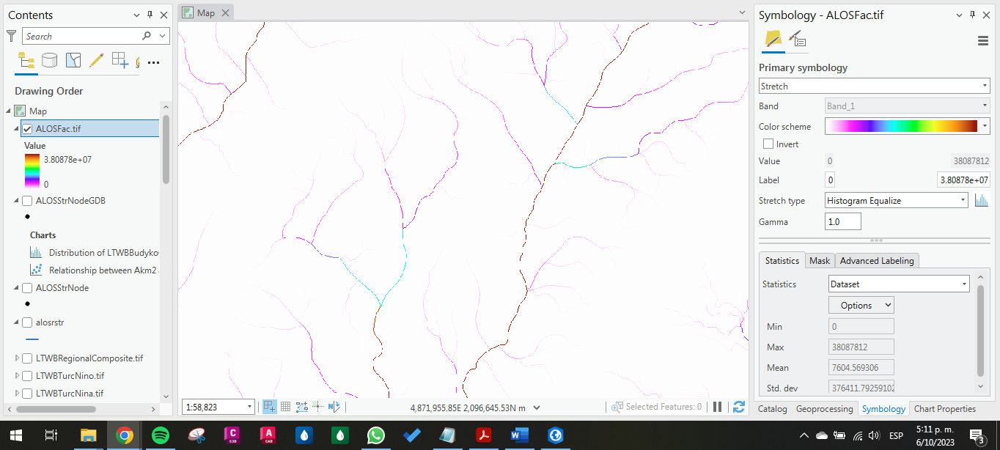 Contents
Search
Drawing Order
Map
ALOSFac.tif
Value
3.80878e+07
0
ALOSStrNodeGDB
Charts
Distribution of LTWBBudyko
Relationship between Akm2
ALOSStrNode
alosrstr
LTWBRegionalComposite.tif
LTWBTurcNino.tif
LTWBTurcNina.tif
Map
1:58,823
N
4,871,955.85E 2,096,645.53N m
Selected Features: 0
Symbology - ALOSFac.tif
Primary symbology
Stretch
Band
Band_1
Color scheme
Invert
Value
0
38087812
Label
0
3.80878e+07
Stretch type
Histogram Equalize
Gamma
1.0
Statistics
Mask
Advanced Labeling
Statistics
Dataset
Options
Min
0
Max
38087812
Mean
7604.569306
Std. dev
376411.79259102
Catalog
Geoprocessing
Symbology
Chart Properties
C
C3D
A
CAD
W
ESP
5:11 p. m.
6/10/2023
3